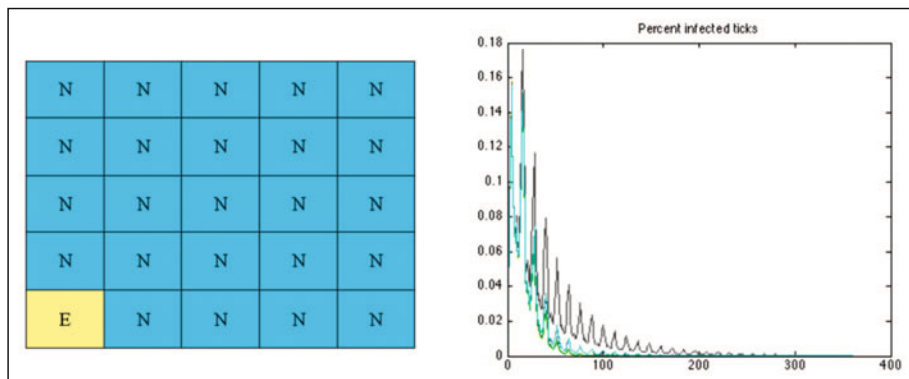 N N N N N
N N N N N
N N N N N
N N N N N
E N N N N
Percent infected ticks
0.18
0.16
0.14
0.12
0.1
0.08
0.06
0.04
0.02
0
0 100 200 300 400